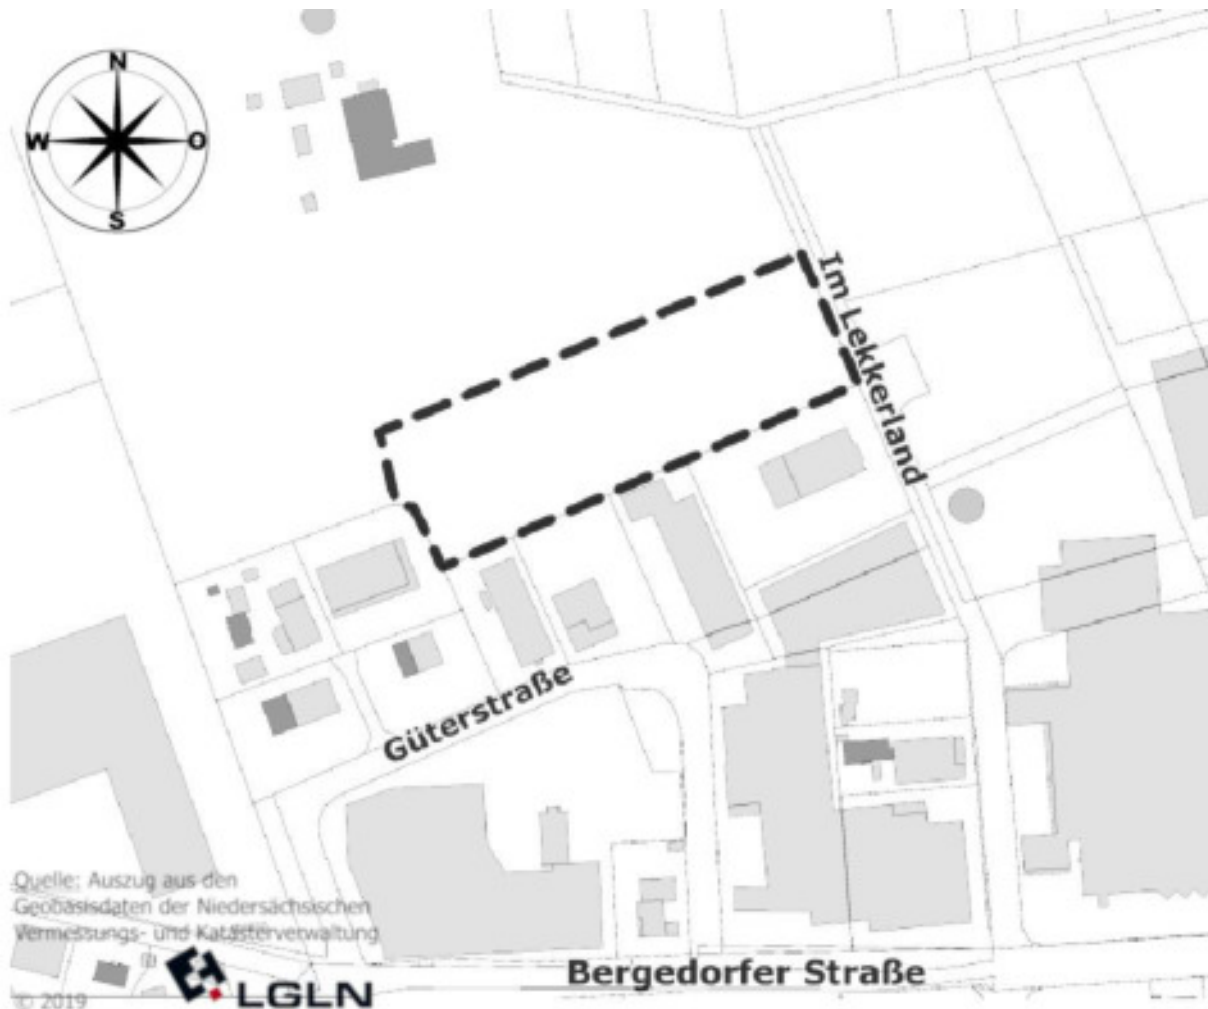 N
W
O
S
Im Lekkerland
Güterstraße
Quelle: Auszug aus den
Geobasisdaten der Niedersächsischen
Vermessungs- und Katasterverwaltung
LGLN
© 2019
Bergedorfer Straße